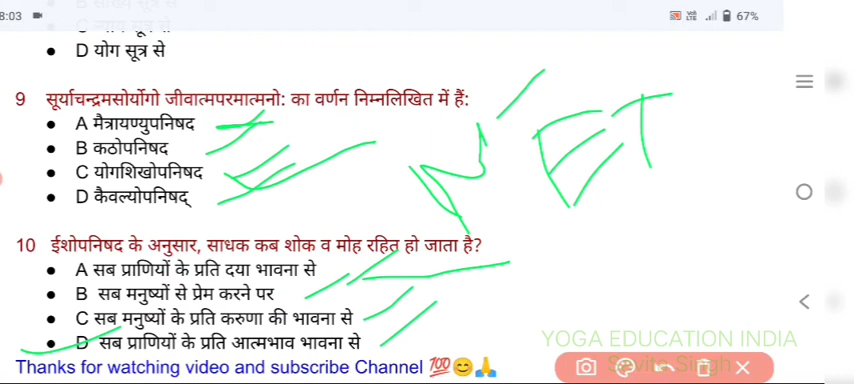 8:03 67%
D योग सूत्र से
9 सूर्याचन्द्रमसोर्योगो जीवात्मपरमात्मनो: का वर्णन निम्नलिखित में हैं:
A मैत्रायण्युपनिषद
B कठोपनिषद
C योगशिखोपनिषद
D कैवल्योपनिषद्
NET
10 ईशोपनिषद के अनुसार, साधक कब शोक व मोह रहित हो जाता है?
A सब प्राणियों के प्रति दया भावना से
B सब मनुष्यों से प्रेम करने पर
C सब मनुष्यों के प्रति करुणा की भावना से
D सब प्राणियों के प्रति आत्मभाव भावना से
YOGA EDUCATION INDIA
Thanks for watching video and subscribe Channel 💯😊🙏
Savita Singh